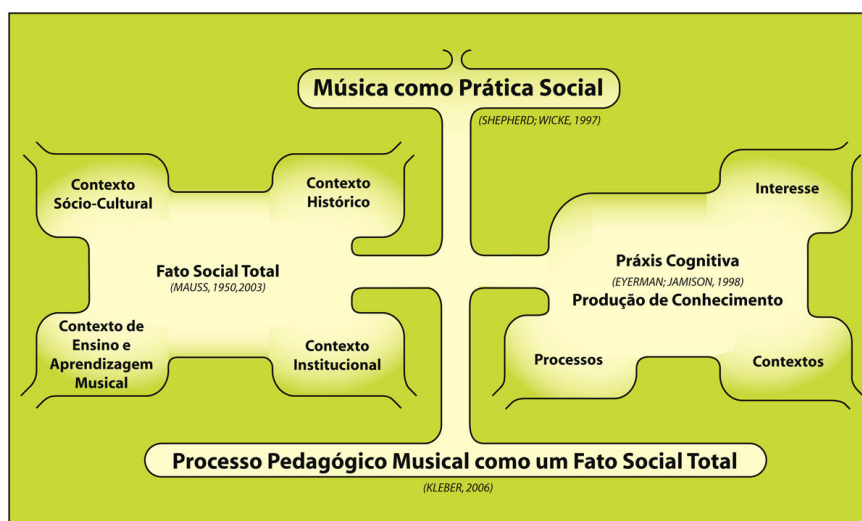 Música como Prática Social
(SHEPHERD; WICKE, 1997)
Contexto
Sócio-Cultural
Contexto
Histórico
Fato Social Total
(MAUSS, 1950,2003)
Contexto de
Ensino e
Aprendizagem
Musical
Contexto
Institucional
Interesse
Práxis Cognitiva
(EYERMAN; JAMISON, 1998)
Produção de Conhecimento
Processos
Contextos
Processo Pedagógico Musical como um Fato Social Total
(KLEBER, 2006)